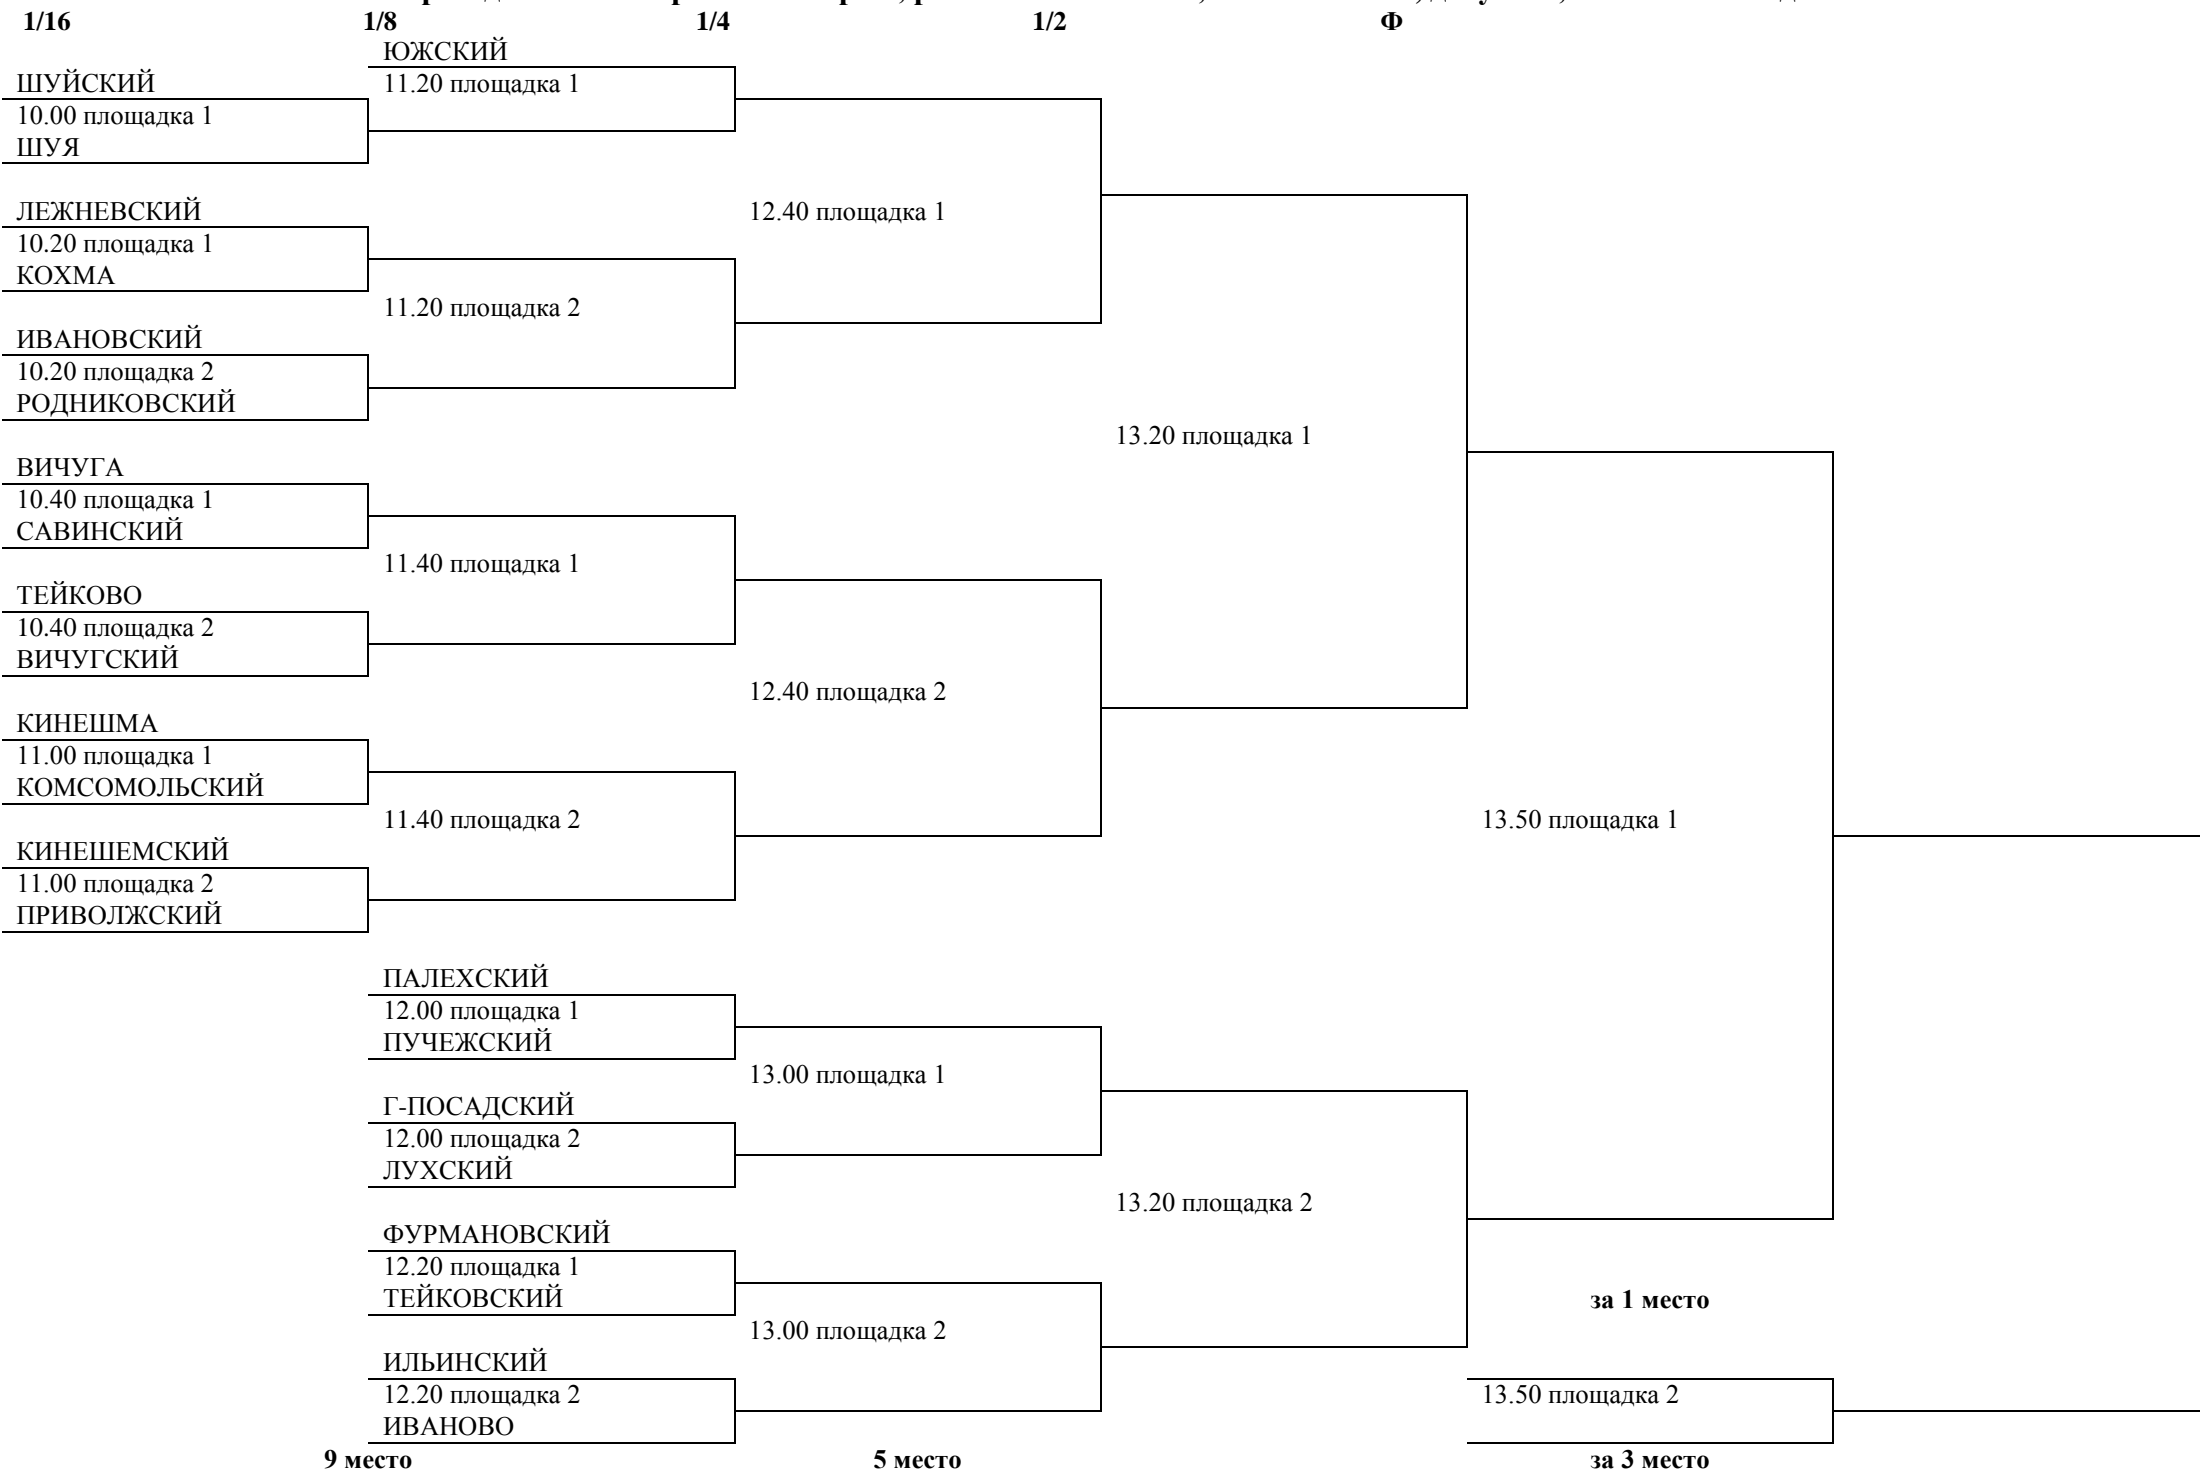 1/16 1/8 1/4 1/2 Ф
ЮЖСКИЙ
ШУЙСКИЙ
11.20 площадка 1
10.00 площадка 1
ШУЯ
ЛЕЖНЕВСКИЙ
12.40 площадка 1
10.20 площадка 1
КОХМА
11.20 площадка 2
ИВАНОВСКИЙ
10.20 площадка 2
РОДНИКОВСКИЙ
13.20 площадка 1
ВИЧУГА
10.40 площадка 1
САВИНСКИЙ
11.40 площадка 1
ТЕЙКОВО
10.40 площадка 2
ВИЧУГСКИЙ
12.40 площадка 2
КИНЕШМА
11.00 площадка 1
КОМСОМОЛЬСКИЙ
11.40 площадка 2
13.50 площадка 1
КИНЕШЕМСКИЙ
11.00 площадка 2
ПРИВОЛЖСКИЙ
ПАЛЕХСКИЙ
12.00 площадка 1
ПУЧЕЖСКИЙ
13.00 площадка 1
Г-ПОСАДСКИЙ
12.00 площадка 2
ЛУХСКИЙ
13.20 площадка 2
ФУРМАНОВСКИЙ
12.20 площадка 1
ТЕЙКОВСКИЙ
за 1 место
13.00 площадка 2
ИЛЬИНСКИЙ
12.20 площадка 2
13.50 площадка 2
ИВАНОВО
9 место 5 место за 3 место